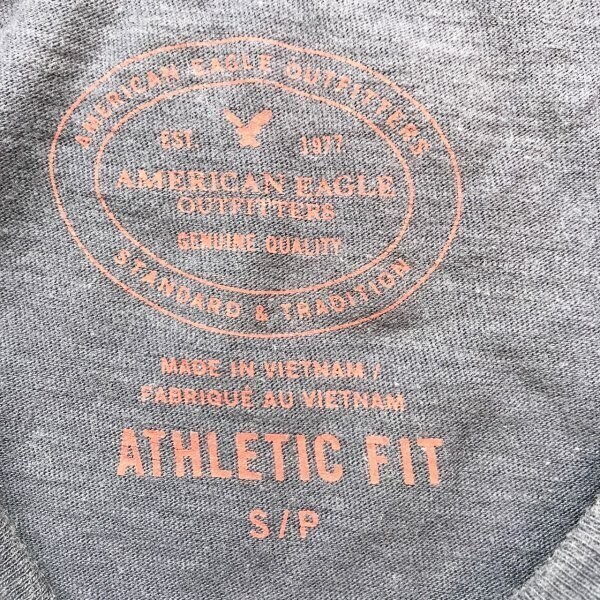 AMERICAN EAGLE OUTFITTERS
EST. 1977
AMERICAN EAGLE
OUTFITTERS
GENUINE QUALITY
STANDARD & TRADITION
MADE IN VIETNAM /
FABRIQUÉ AU VIETNAM
ATHLETIC FIT
S/P